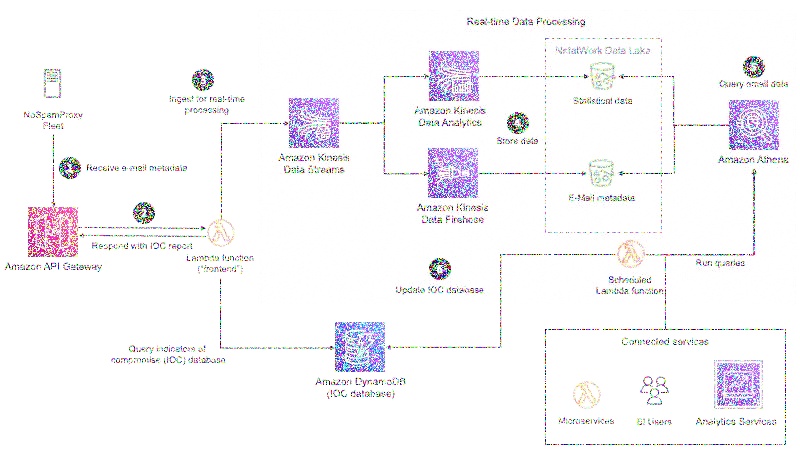 Real-time Data Processing
NetatWork Data Lake
Ingest for real-time
processing
Query email data
Amazon Kinesis
Data Analytics
Statistical data
NoSpamProxy
Fleet
Amazon Kinesis
Data Streams
Store data
Amazon Athena
Receive e-mail metadata
Amazon Kinesis
Data Firehose
E-Mail metadata
Respond with IOC report
Amazon API Gateway
Lambda function
("frontend")
Run queries
Update IOC database
Scheduled
Lambda function
Connected services
Query indicators of
compromise (IOC) database
Amazon DynamoDB
(IOC database)
Microservices
BI Users
Analytics Services